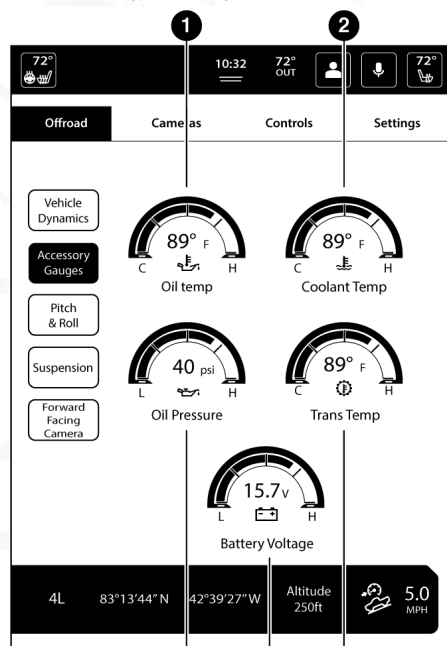 1 2
72° 10:32 72° OUT 72°
Offroad Cameras Controls Settings
Vehicle
Dynamics
Accessory
Gauges
Pitch
& Roll
Suspension
Forward
Facing
Camera
89° F
C H
Oil temp
89° F
C H
Coolant Temp
40 psi
L H
Oil Pressure
89° F
C H
Trans Temp
15.7 V
L - + H
Battery Voltage
4L 83°13′44″ N 42°39′27″W Altitude
250ft
5.0
MPH